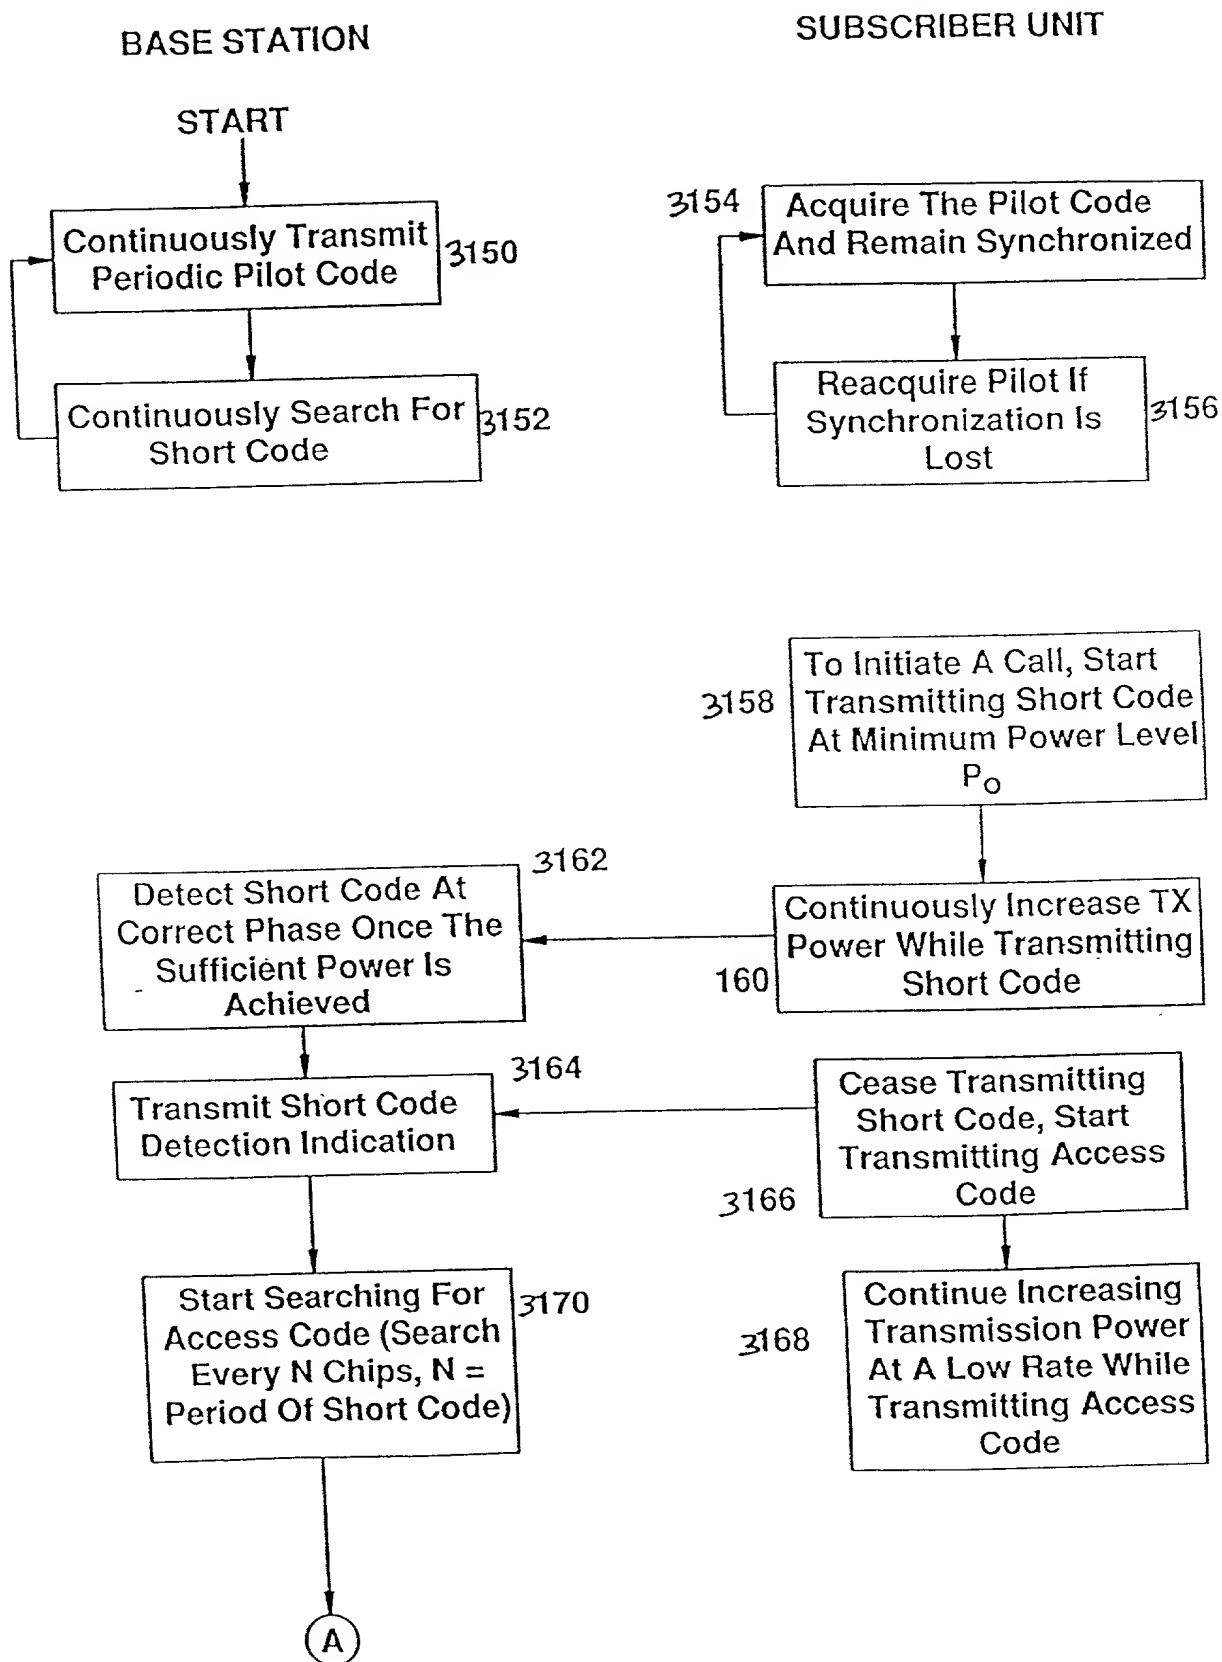 BASE STATION
SUBSCRIBER UNIT
START
Continuously Transmit
Periodic Pilot Code
3150
Continuously Search For
Short Code
3152
3154
Acquire The Pilot Code
And Remain Synchronized
Reacquire Pilot If
Synchronization Is
Lost
3156
3158
To Initiate A Call, Start
Transmitting Short Code
At Minimum Power Level
PO
3162
Detect Short Code At
Correct Phase Once The
Sufficient Power Is
Achieved
Continuously Increase TX
Power While Transmitting
Short Code
160
3164
Transmit Short Code
Detection Indication
Cease Transmitting
Short Code, Start
Transmitting Access
Code
3166
Start Searching For
Access Code (Search
Every N Chips, N =
Period Of Short Code)
3170
3168
Continue Increasing
Transmission Power
At A Low Rate While
Transmitting Access
Code
A